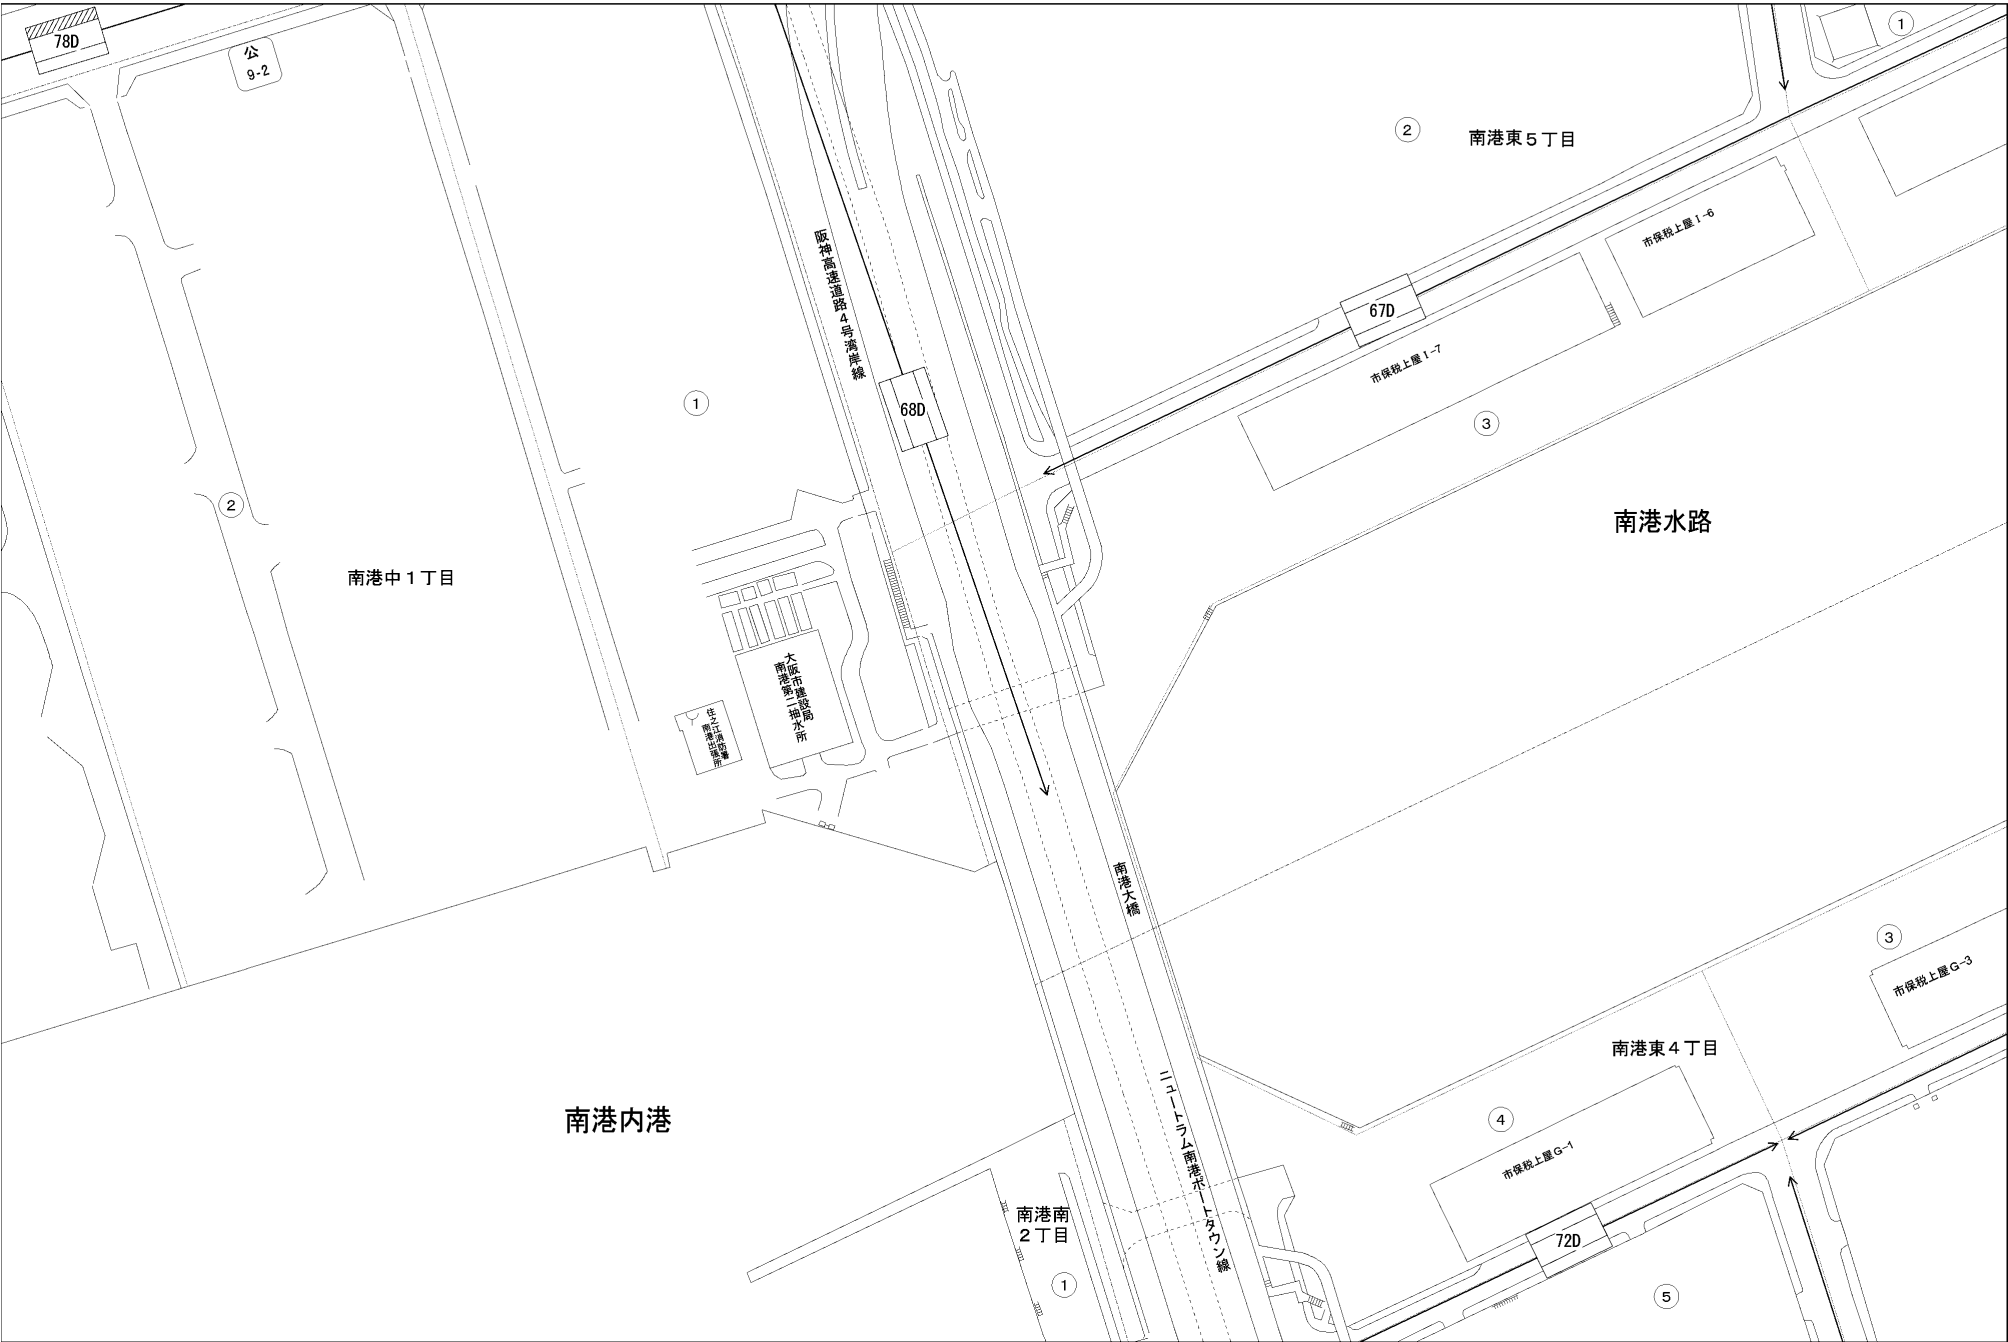 78D
公
9-2
①
②
南港東５丁目
市保税上屋Ⅰ-6
阪神高速道路４号湾岸線
67D
市保税上屋Ⅰ-7
①
68D
③
②
南港水路
南港中１丁目
大阪市建設局
南港第二抽水所
住之江消防署
南港出張所
南港大橋
③
市保税上屋G-3
南港東４丁目
ニュートラム南港ポートタウン線
南港内港
④
市保税上屋G-1
南港南
２丁目
72D
①
⑤